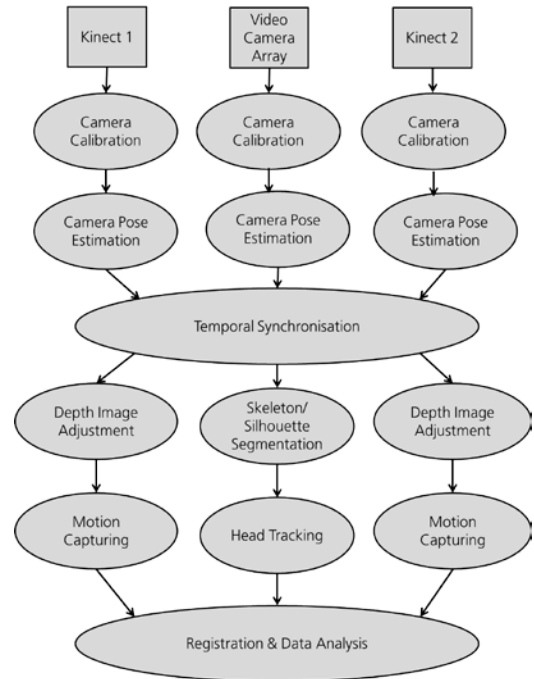 Kinect 1
Video
Camera
Array
Kinect 2
Camera
Calibration
Camera
Calibration
Camera
Calibration
Camera Pose
Estimation
Camera Pose
Estimation
Camera Pose
Estimation
Temporal Synchronisation
Depth Image
Adjustment
Skeleton/
Silhouette
Segmentation
Depth Image
Adjustment
Motion
Capturing
Head Tracking
Motion
Capturing
Registration & Data Analysis